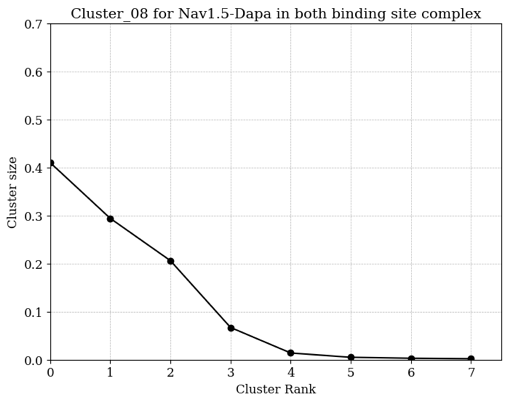 Cluster_08 for Nav1.5-Dapa in both binding site complex
0.7
0.6
0.5
0.4
0.3
0.2
0.1
0.0
Cluster size
0 1 2 3 4 5 6 7
Cluster Rank